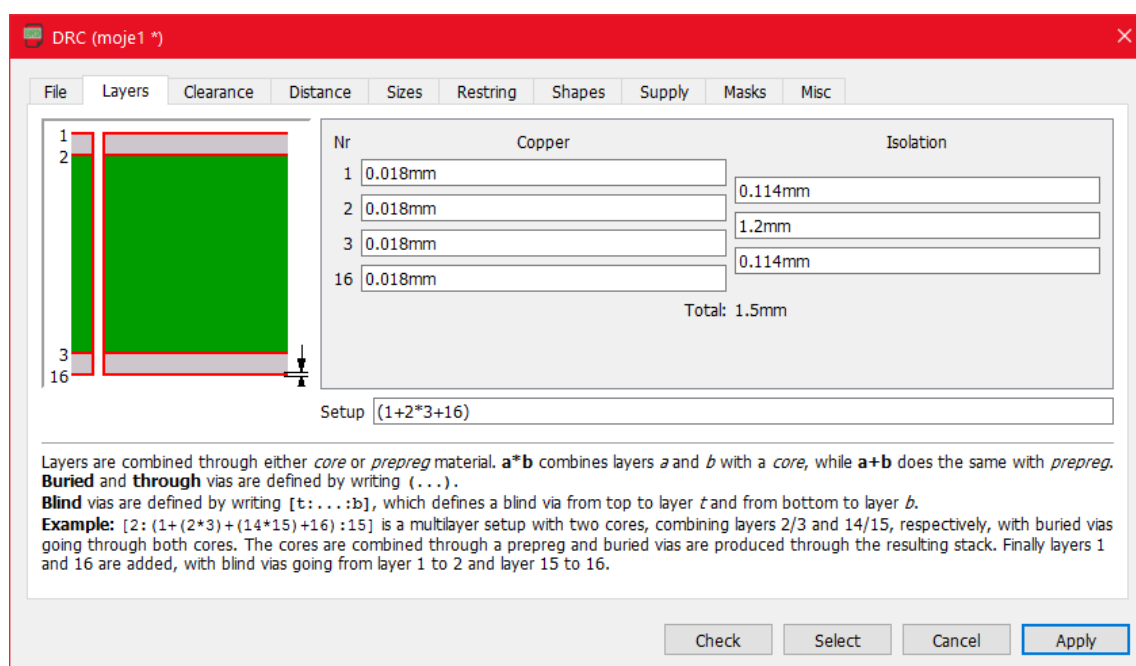 DRC (moje1 *)
File Layers Clearance Distance Sizes Restring Shapes Supply Masks Misc
1
2
3
16
Nr Copper Isolation
1 0.018mm
0.114mm
2 0.018mm
1.2mm
3 0.018mm
0.114mm
16 0.018mm
Total: 1.5mm
Setup (1+2*3+16)
Layers are combined through either core or prepreg material. a*b combines layers a and b with a core, while a+b does the same with prepreg.
Buried and through vias are defined by writing (...).
Blind vias are defined by writing [t:...:b], which defines a blind via from top to layer t and from bottom to layer b.
Example: [2:(1+(2*3)+(14*15)+16):15] is a multilayer setup with two cores, combining layers 2/3 and 14/15, respectively, with buried vias
going through both cores. The cores are combined through a prepreg and buried vias are produced through the resulting stack. Finally layers 1
and 16 are added, with blind vias going from layer 1 to 2 and layer 15 to 16.
Check Select Cancel Apply